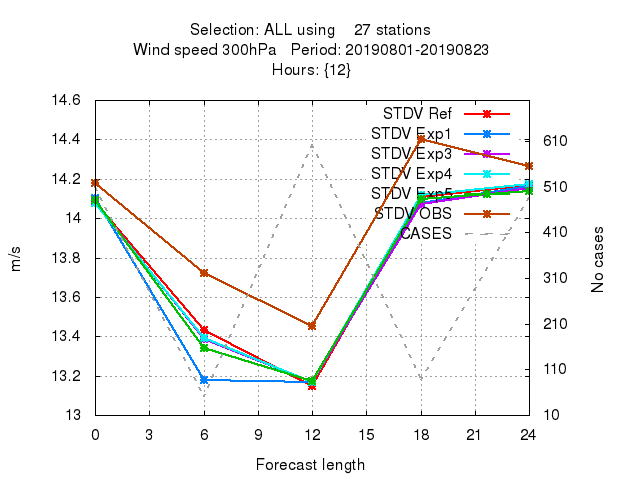 Selection: ALL using    27 stations
Wind speed 300hPa   Period: 20190801-20190823
Hours: {12}
14.6
14.4
14.2
14
13.8
13.6
13.4
13.2
13
m/s
STDV Ref
STDV Exp1
STDV Exp3
STDV Exp4
STDV Exp5
STDV OBS
CASES
610
510
410
310
210
110
10
No cases
0 3 6 9 12 15 18 21 24
Forecast length